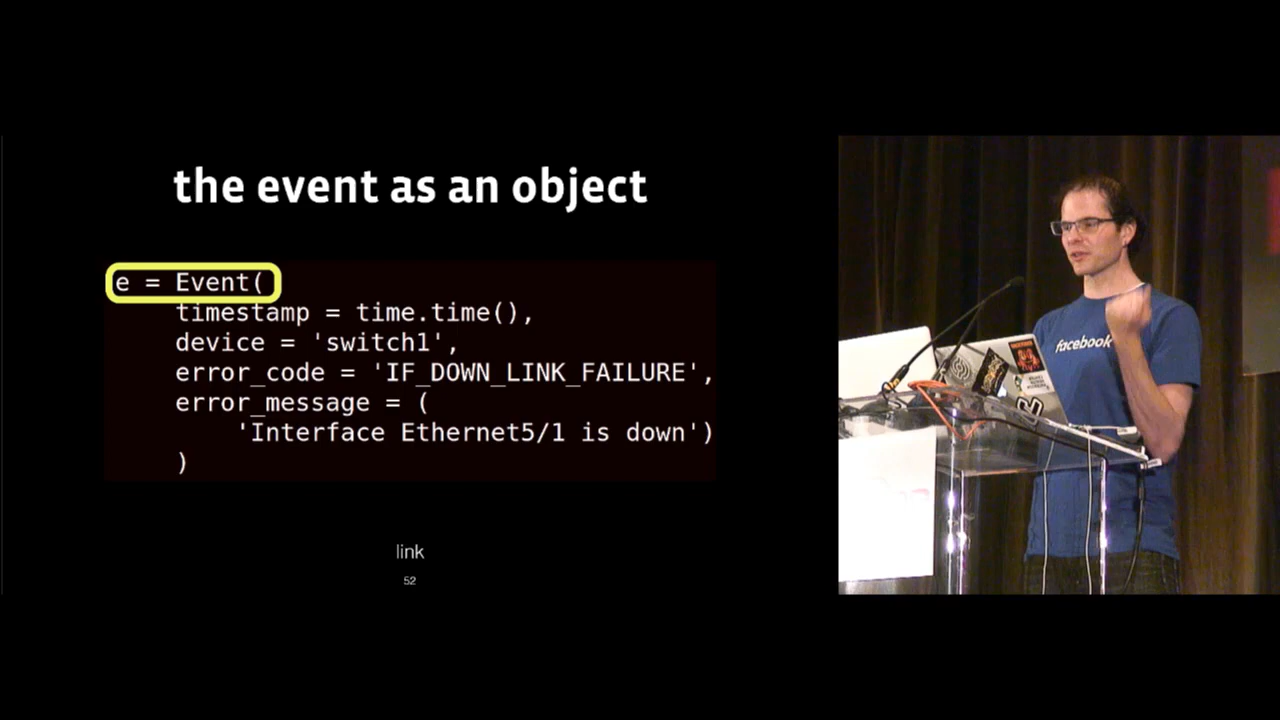 the event as an object
e = Event(
timestamp = time.time(),
device = 'switch1',
error_code = 'IF_DOWN_LINK_FAILURE',
error_message = (
'Interface Ethernet5/1 is down')
)
link
52
facebook